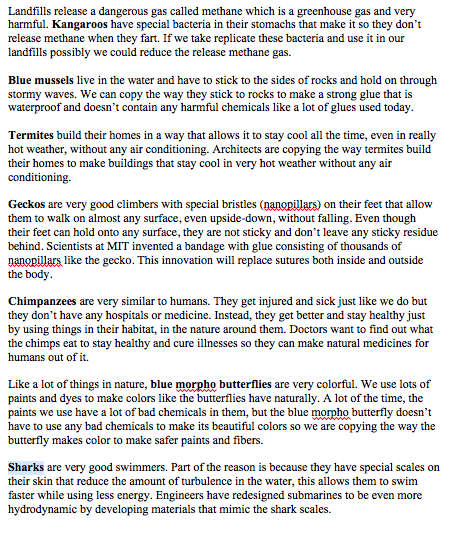 Landfills release a dangerous gas called methane which is a greenhouse gas and very
harmful. Kangaroos have special bacteria in their stomachs that make it so they don't
release methane when they fart. If we take replicate these bacteria and use it in our
landfills possibly we could reduce the release methane gas.
Blue mussels live in the water and have to stick to the sides of rocks and hold on through
stormy waves. We can copy the way they stick to rocks to make a strong glue that is
waterproof and doesn't contain any harmful chemicals like a lot of glues used today.
Termites build their homes in a way that allows it to stay cool all the time, even in really
hot weather, without any air conditioning. Architects are copying the way termites build
their homes to make buildings that stay cool in very hot weather without any air
conditioning.
Geckos are very good climbers with special bristles (nanopillars) on their feet that allow
them to walk on almost any surface, even upside-down, without falling. Even though
their feet can hold onto any surface, they are not sticky and don't leave any sticky residue
behind. Scientists at MIT invented a bandage with glue consisting of thousands of
nanopillars like the gecko. This innovation will replace sutures both inside and outside
the body.
Chimpanzees are very similar to humans. They get injured and sick just like we do but
they don't have any hospitals or medicine. Instead, they get better and stay healthy just
by using things in their habitat, in the nature around them. Doctors want to find out what
the chimps eat to stay healthy and cure illnesses so they can make natural medicines for
humans out of it.
Like a lot of things in nature, blue morpho butterflies are very colorful. We use lots of
paints and dyes to make colors like the butterflies have naturally. A lot of the time, the
paints we use have a lot of bad chemicals in them, but the blue morpho butterfly doesn't
have to use any bad chemicals to make its beautiful colors so we are copying the way the
butterfly makes color to make safer paints and fibers.
Sharks are very good swimmers. Part of the reason is because they have special scales on
their skin that reduce the amount of turbulence in the water, this allows them to swim
faster while using less energy. Engineers have redesigned submarines to be even more
hydrodynamic by developing materials that mimic the shark scales.